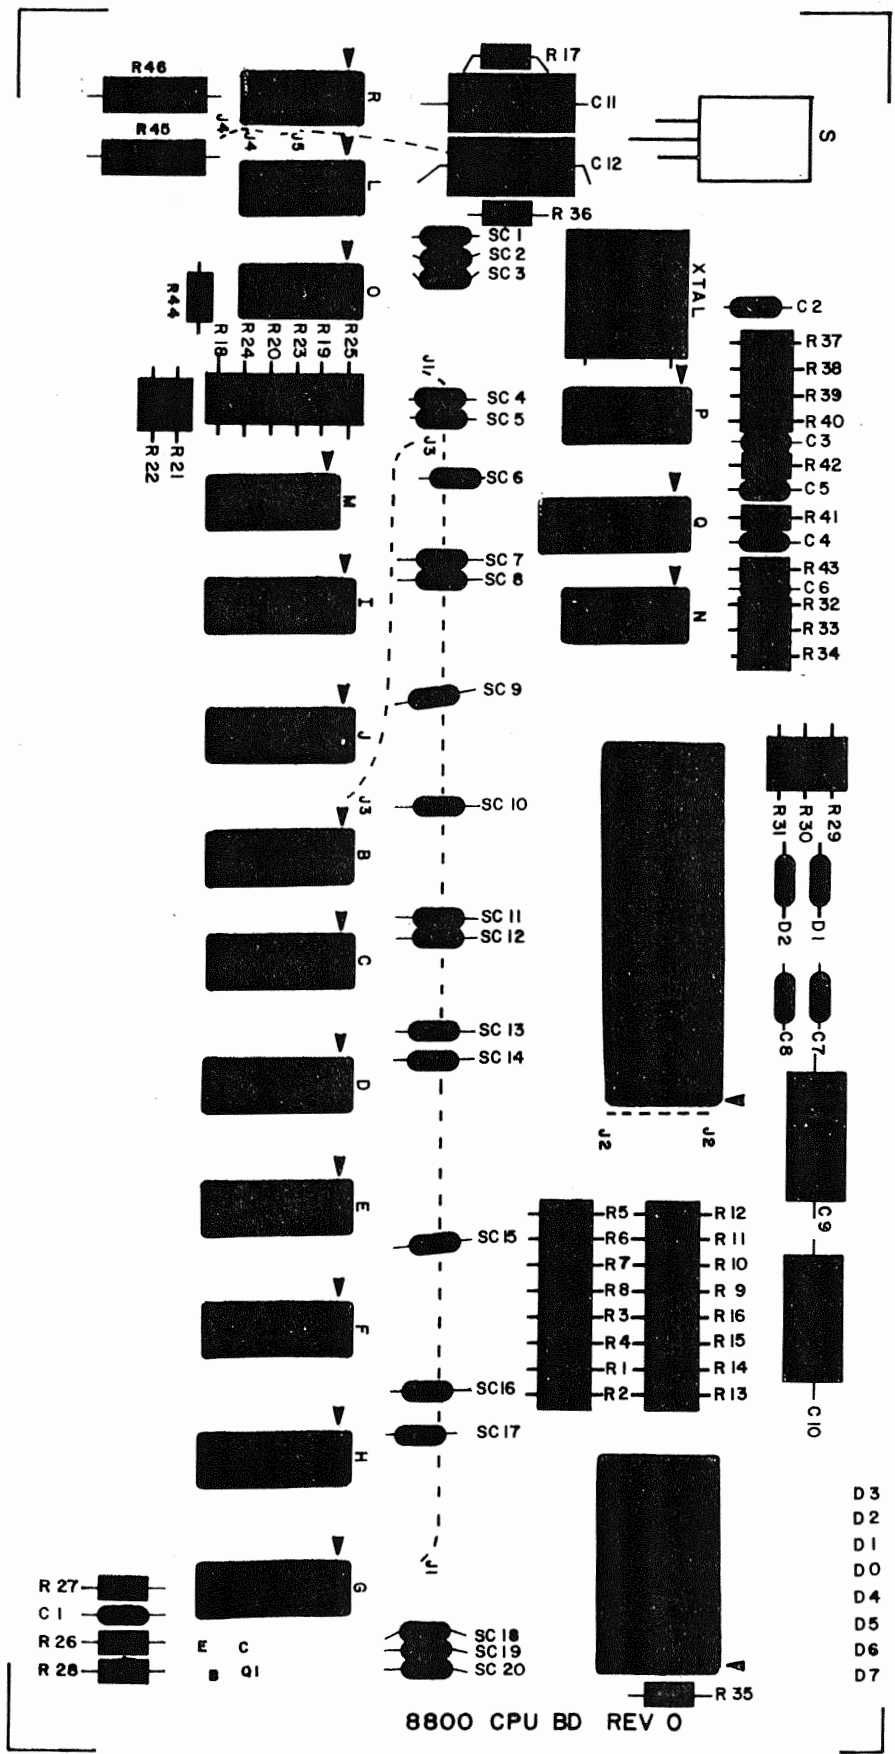 R17
R46
R
C11
J4
R45
J4
J5
S
L
C12
R36
SC1
SC2
SC3
XTAL
C2
R44
O
R18
R24
R20
R23
R19
R25
R37
R38
R39
R40
C3
R42
C5
R41
C4
R43
C6
R32
R33
R34
J1
SC4
SC5
P
J3
R22
R21
SC6
M
Q
SC7
SC8
I
N
SC9
J
J3
SC10
B
R31
R30
R29
SC11
SC12
D2
D1
C
SC13
SC14
C8
C7
D
J2
J2
E
C9
SC15
R5
R6
R7
R8
R3
R4
R1
R2
R12
R11
R10
R9
R16
R15
R14
R13
F
SC16
SC17
C10
H
D3
D2
D1
D0
D4
D5
D6
D7
J1
G
R27
C1
R26
R28
E C
B Q1
SC18
SC19
SC20
R35
8800 CPU BD REV 0